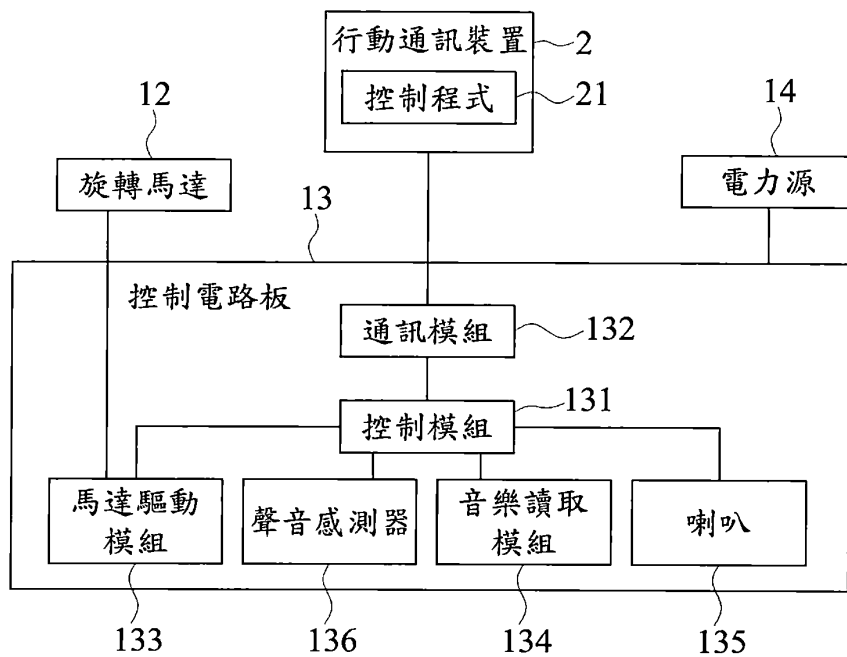 行動通訊裝置
2
控制程式
21
12
旋轉馬達
14
電力源
13
控制電路板
通訊模組
132
控制模組
131
馬達驅動
模組
聲音感測器
音樂讀取
模組
喇叭
133
136
134
135